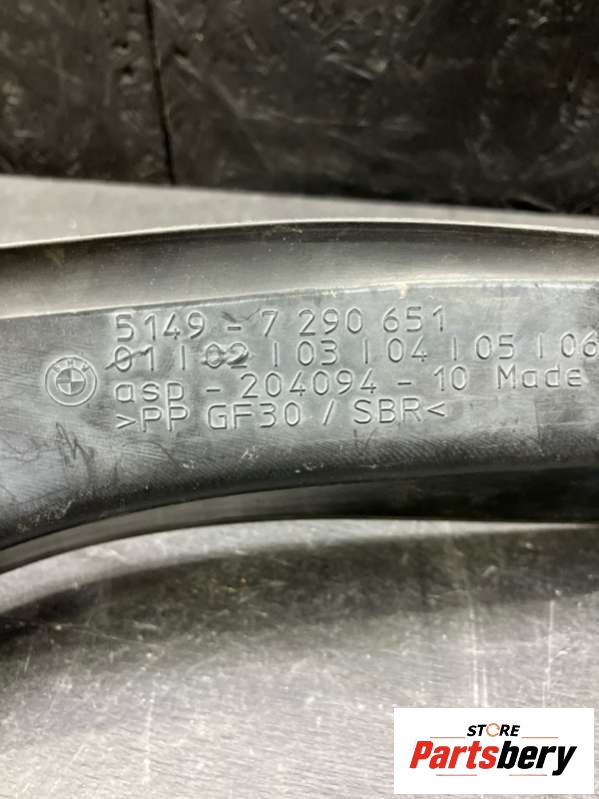 5149 - 7 290 651
01 | 02 | 03 | 04 | 05 | 06
BMW
asp - 204094 - 10 Made
>PP GF30 / SBR<
STORE
Partsbery